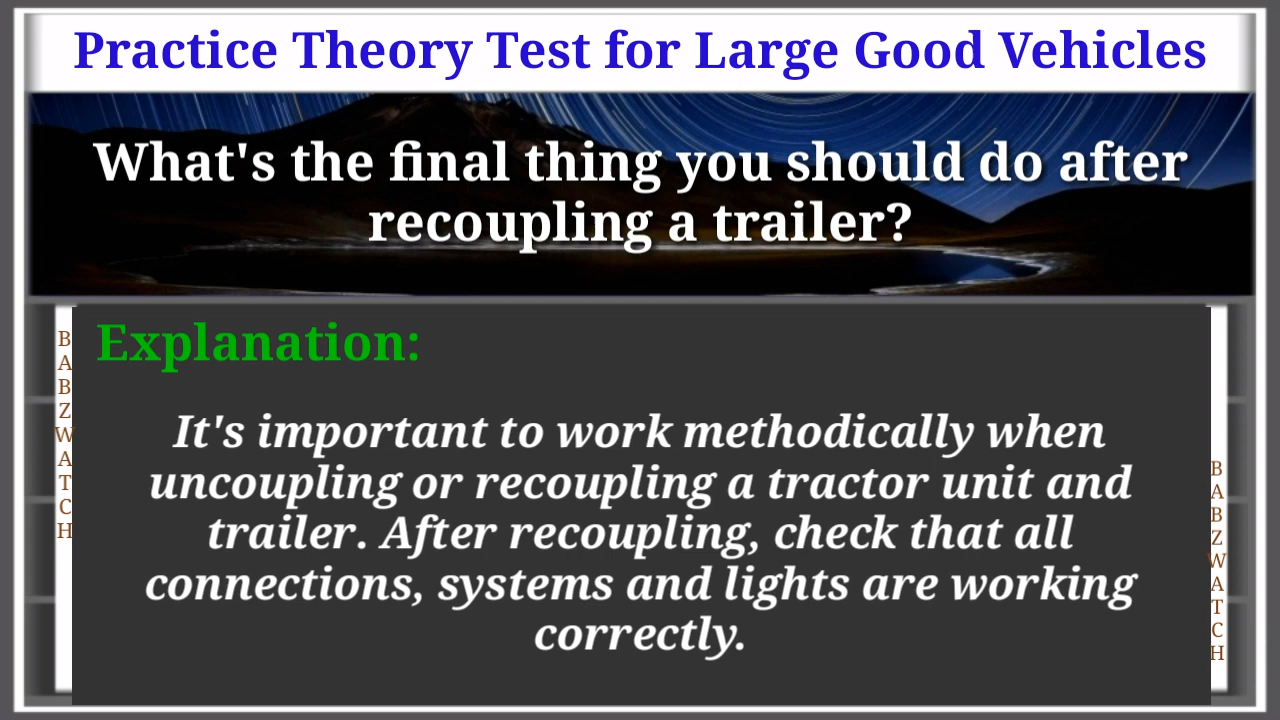 Practice Theory Test for Large Good Vehicles
What's the final thing you should do after
recoupling a trailer?
Explanation:
It's important to work methodically when
uncoupling or recoupling a tractor unit and
trailer. After recoupling, check that all
connections, systems and lights are working
correctly.
BABZWATCH
BABZWATCH